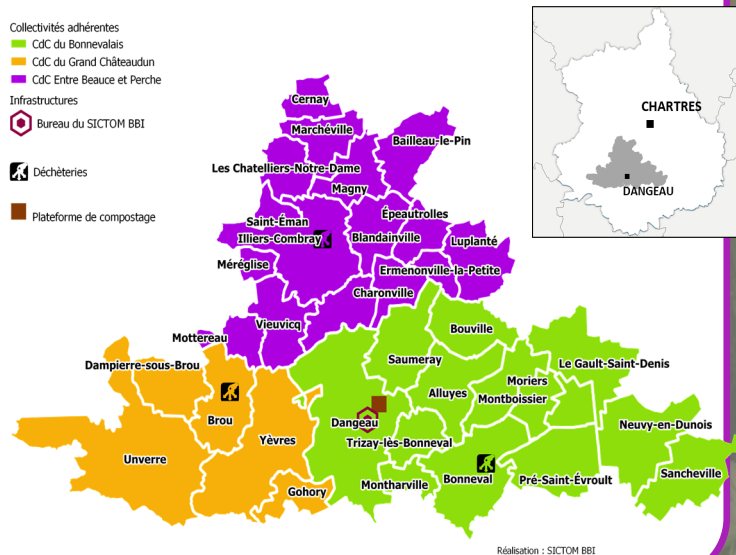 Collectivités adhérentes
CdC du Bonnevalais
CdC du Grand Châteaudun
CdC Entre Beauce et Perche
Infrastructures
Bureau du SICTOM BBI
Déchèteries
Plateforme de compostage
CHARTRES
DANGEAU
Cernay
Marchéville
Bailleau-le-Pin
Les Chatelliers-Notre-Dame
Magny
Épeautrolles
Saint-Éman
Illiers-Combray
Blandainville
Luplanté
Méréglise
Ermenonville-la-Petite
Charonville
Vieuvicq
Mottereau
Bouville
Dampierre-sous-Brou
Saumeray
Le Gault-Saint-Denis
Moriers
Alluyes
Montboissier
Brou
Dangeau
Neuvy-en-Dunois
Yèvres
Trizay-lès-Bonneval
Unverre
Sancheville
Gohory
Montharville
Bonneval
Pré-Saint-Évroult
Réalisation : SICTOM BBI